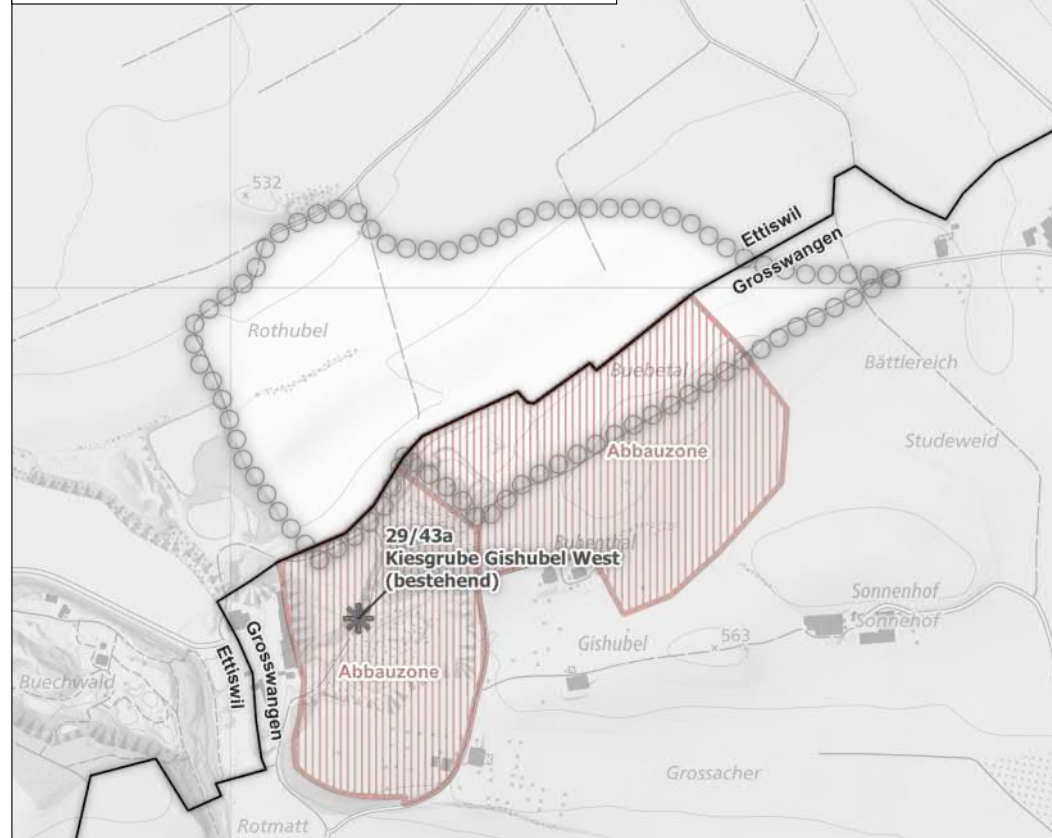 532
Ettiswil
Grosswangen
Rothubel
Buebetal
Bättlereich
Studeweid
Abbauzone
29/43a
Kiesgrube Gishubel West
(bestehend)
Bubenthal
Sonnenhof
Sonnehof
Gishubel
563
Abbauzone
Grosswangen
Ettiswil
Buechwald
Grossacher
Rotmatt